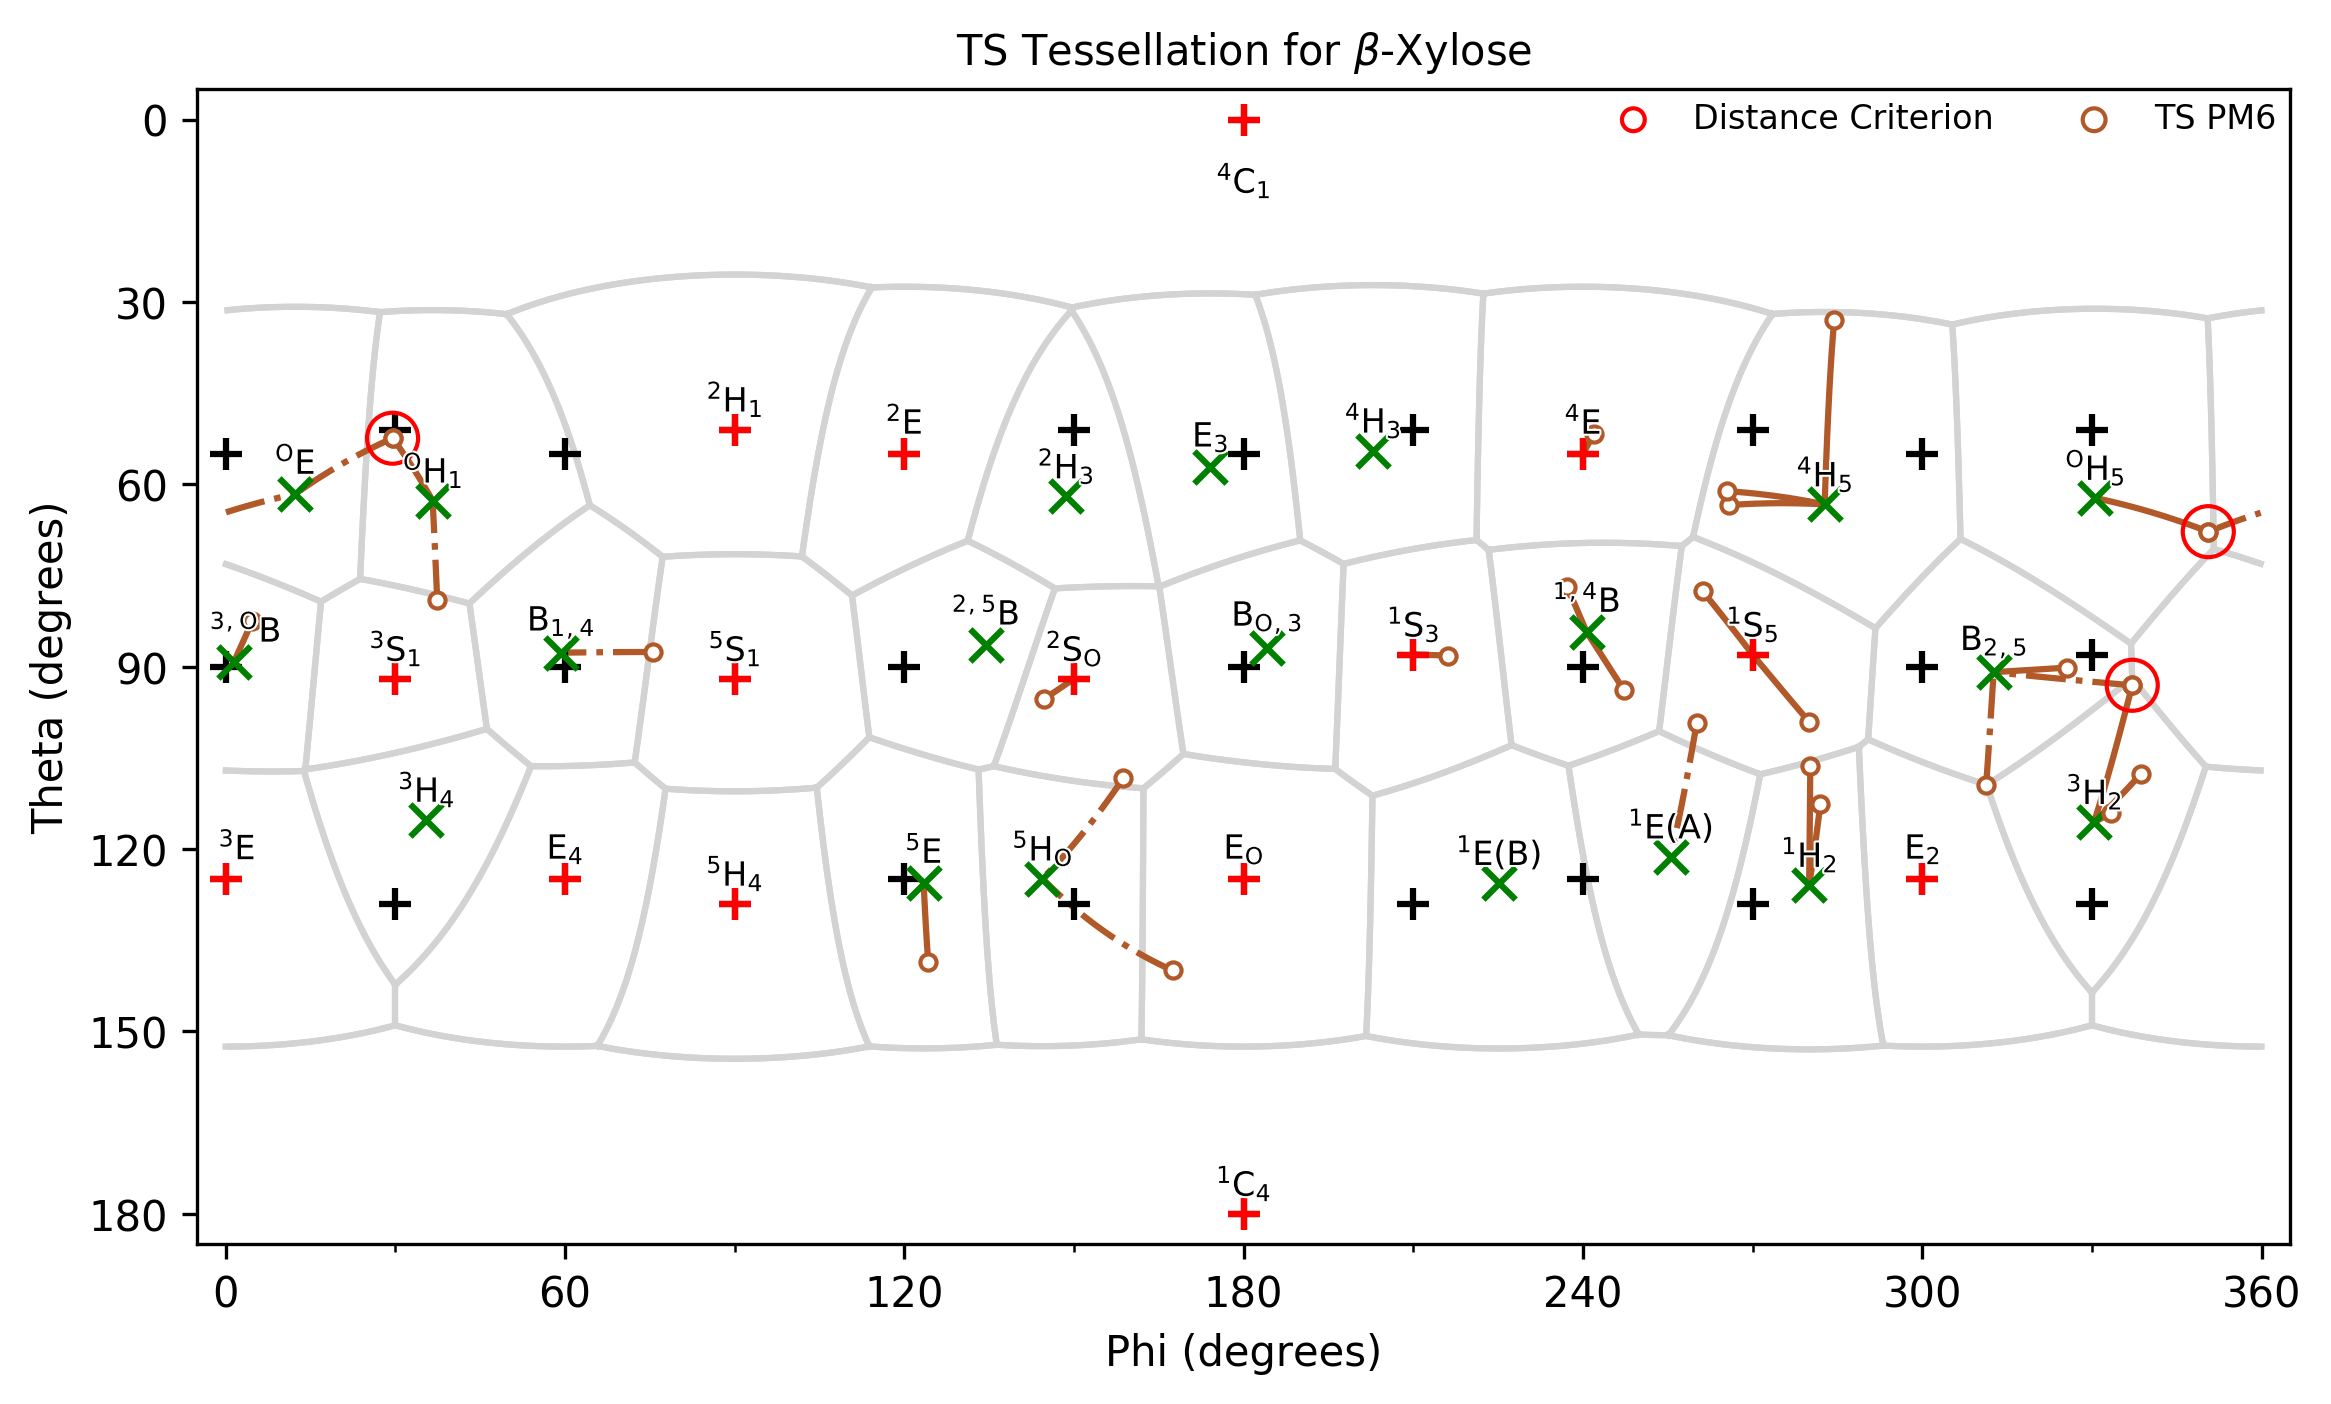 TS Tessellation for β-Xylose
Distance Criterion
TS PM6
⁴C₁
²H₁
²E
⁴H₃
⁴E
E₃
ᴼE
ᴼH₁
²H₃
⁴H₅
ᴼH₅
³,ᴼB
³S₁
B₁,₄
⁵S₁
²,⁵B
²Sₒ
Bₒ,₃
¹S₃
¹,⁴B
¹S₅
B₂,₅
³E
³H₄
E₄
⁵H₄
⁵E
⁵Hₒ
Eₒ
¹E(B)
¹E(A)
¹H₂
E₂
³H₂
¹C₄
0
30
60
90
120
150
180
Theta (degrees)
0 60 120 180 240 300 360
Phi (degrees)